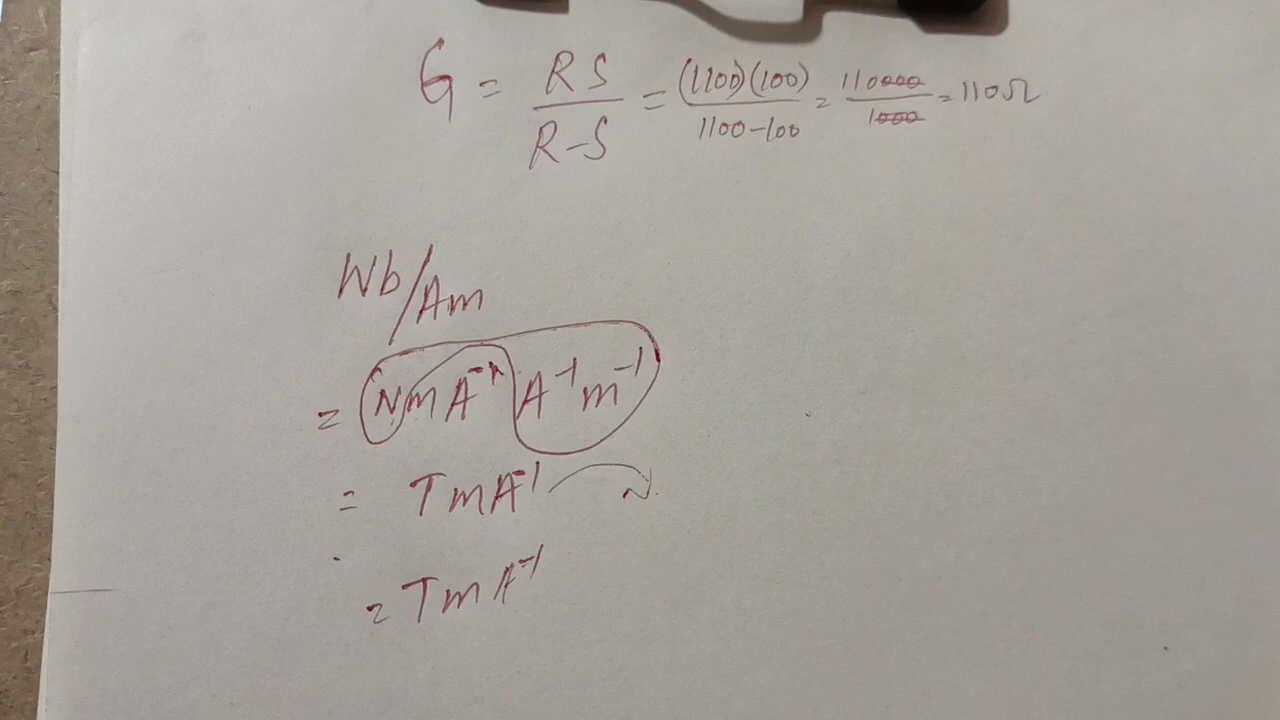 G = RS / R-S = (1100)(100) / 1100-100 = 110000 / 1000 = 110Ω
Wb/Am
= NmA⁻¹ A⁻¹m⁻¹
= TmA⁻¹ N
= TmA⁻¹